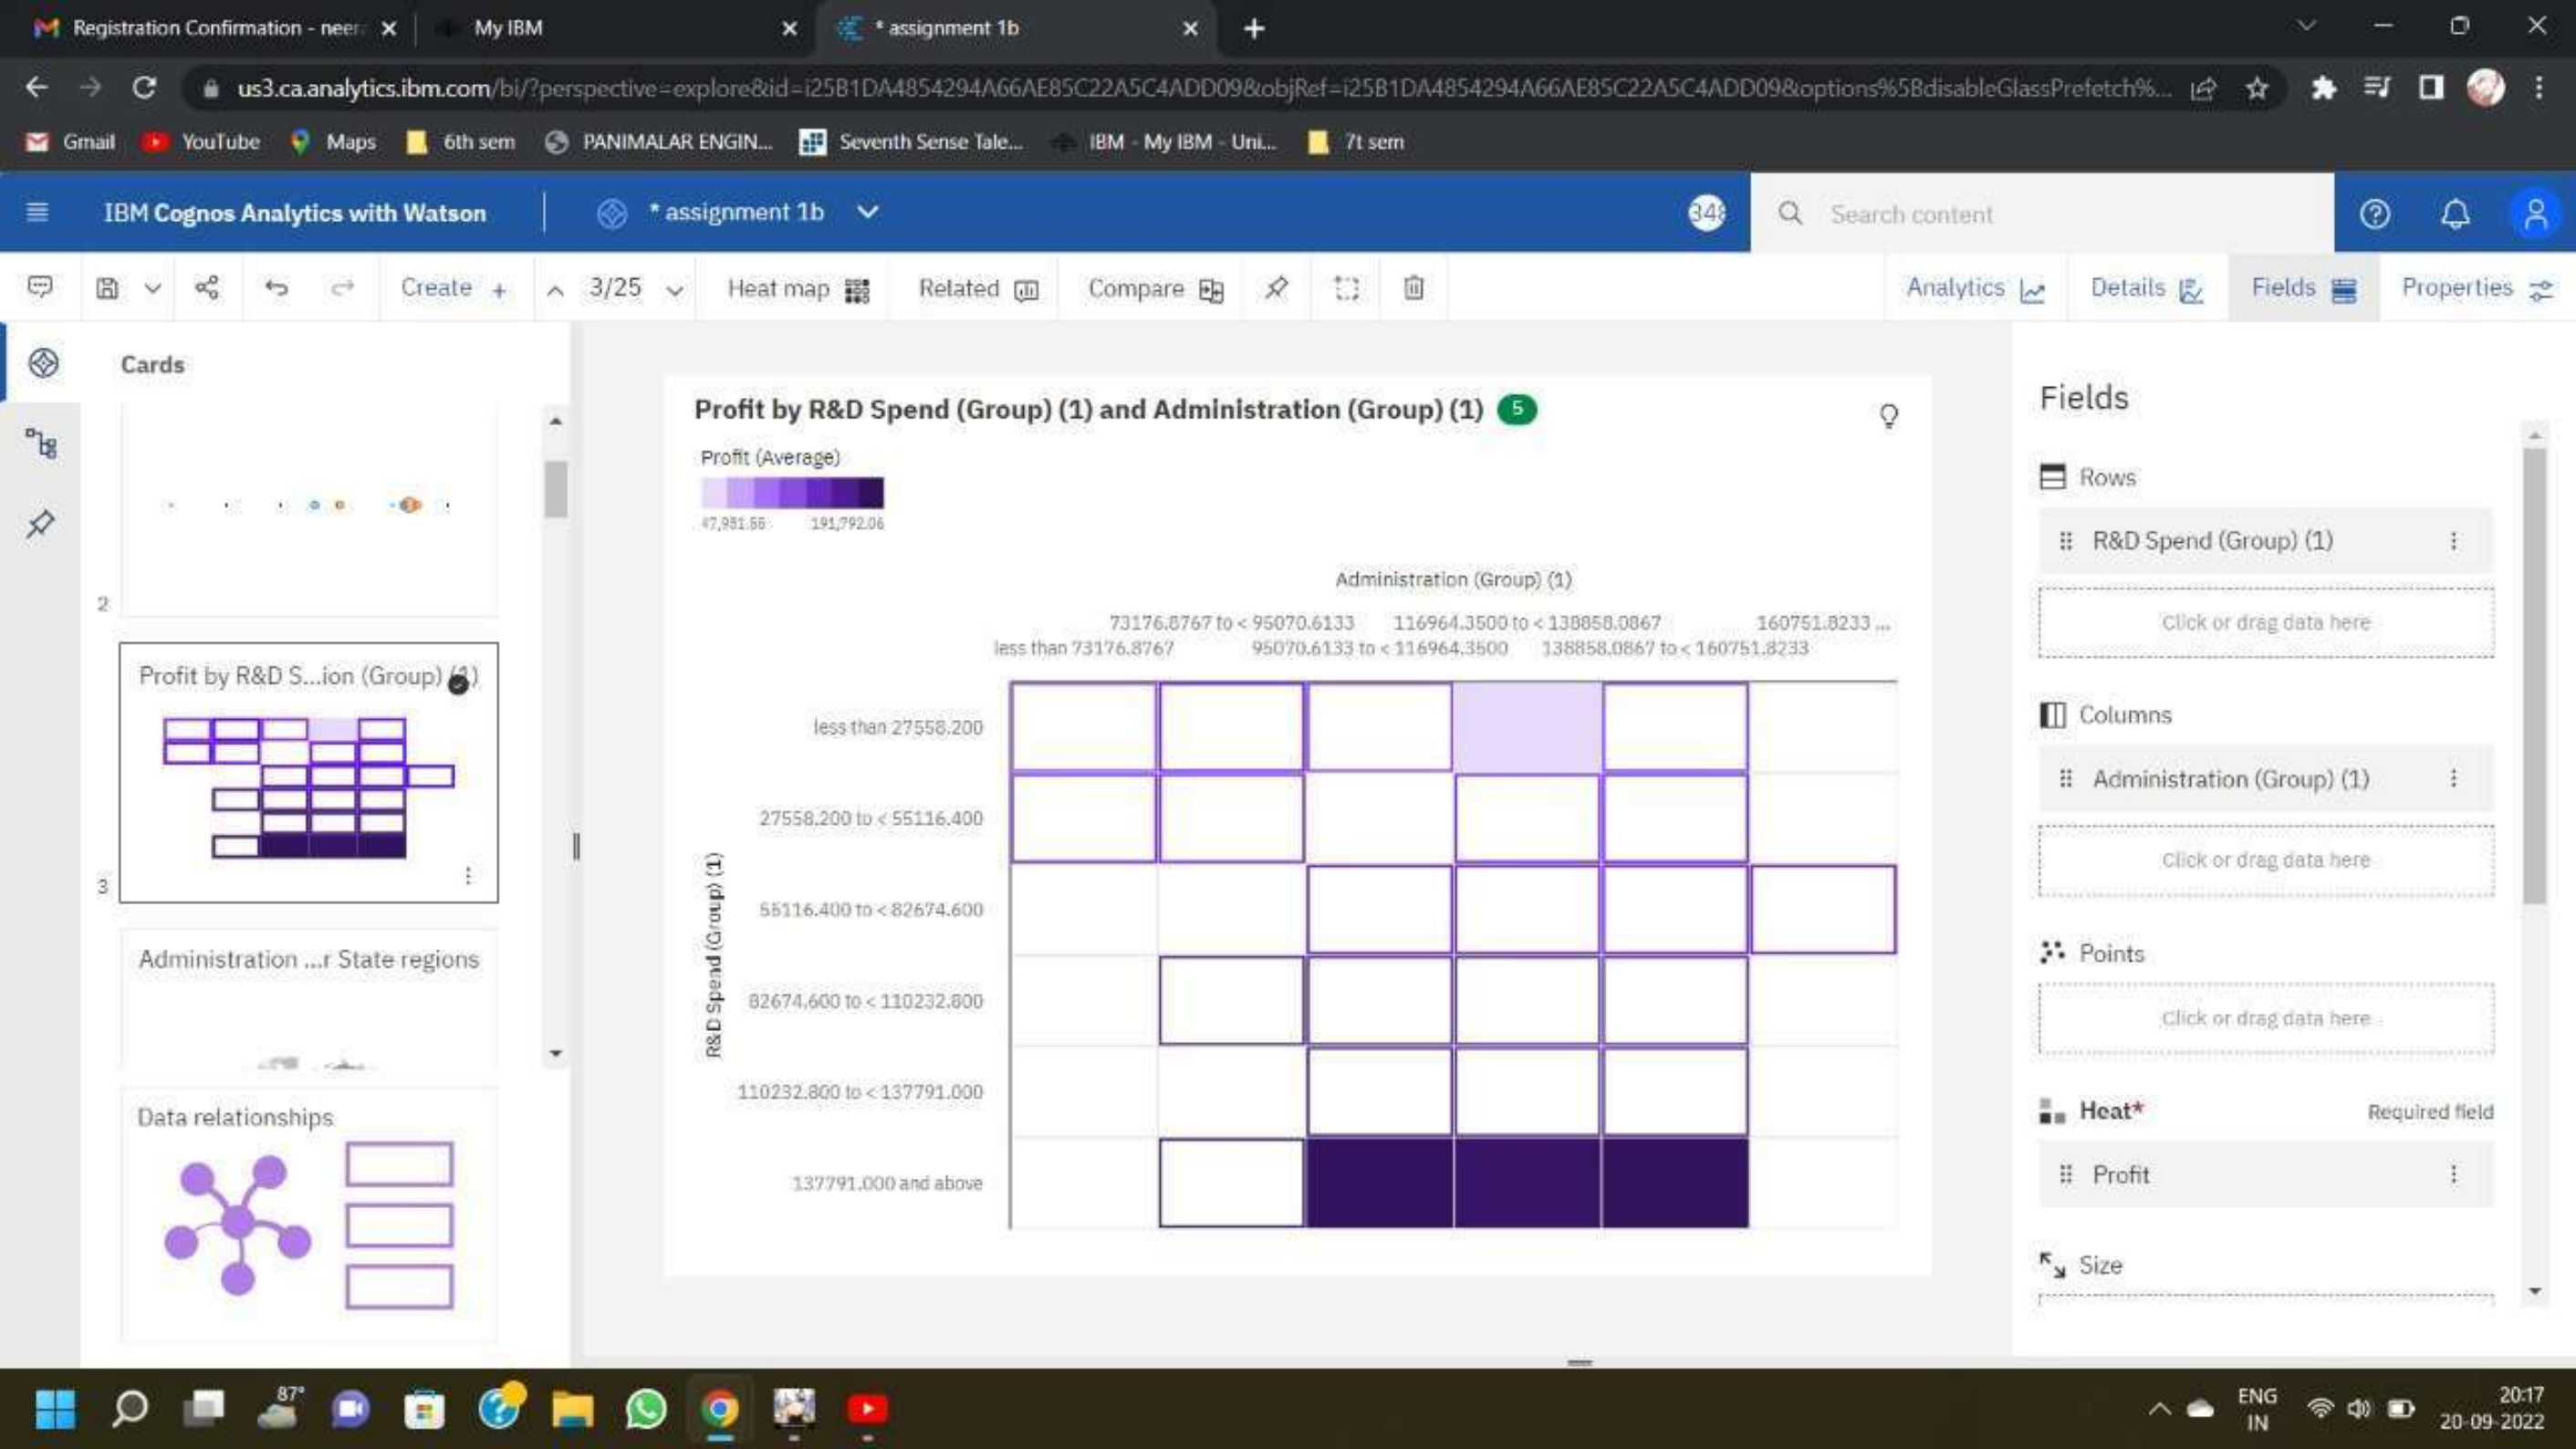 Registration Confirmation - neer
My IBM
* assignment 1b
us3.ca.analytics.ibm.com/bi/?perspective=explore&id=i25B1DA4854294A66AE85C22A5C4ADD09&objRef=i25B1DA4854294A66AE85C22A5C4ADD09&options%5BdisableGlassPrefetch%...
Gmail YouTube Maps 6th sem PANIMALAR ENGIN... Seventh Sense Tale... IBM - My IBM - Uni... 7t sem
IBM Cognos Analytics with Watson
* assignment 1b
348
Search content
Create + 3/25 Heat map Related Compare Analytics Details Fields Properties
Cards
2
Profit by R&D S...ion (Group) (1)
3
Administration ...r State regions
Data relationships
Profit by R&D Spend (Group) (1) and Administration (Group) (1) 5
Profit (Average)
47,981.56 191,792.06
Administration (Group) (1)
73176.8767 to < 95070.6133 116964.3500 to < 138858.0867 160751.8233 ...
less than 73176.8767 95070.6133 to < 116964.3500 138858.0867 to < 160751.8233
R&D Spend (Group) (1)
less than 27558.200
27558.200 to < 55116.400
55116.400 to < 82674.600
82674.600 to < 110232.800
110232.800 to < 137791.000
137791.000 and above
Fields
Rows
R&D Spend (Group) (1)
Click or drag data here
Columns
Administration (Group) (1)
Click or drag data here
Points
Click or drag data here
Heat* Required field
Profit
Size
87°
ENG
IN
20:17
20-09-2022